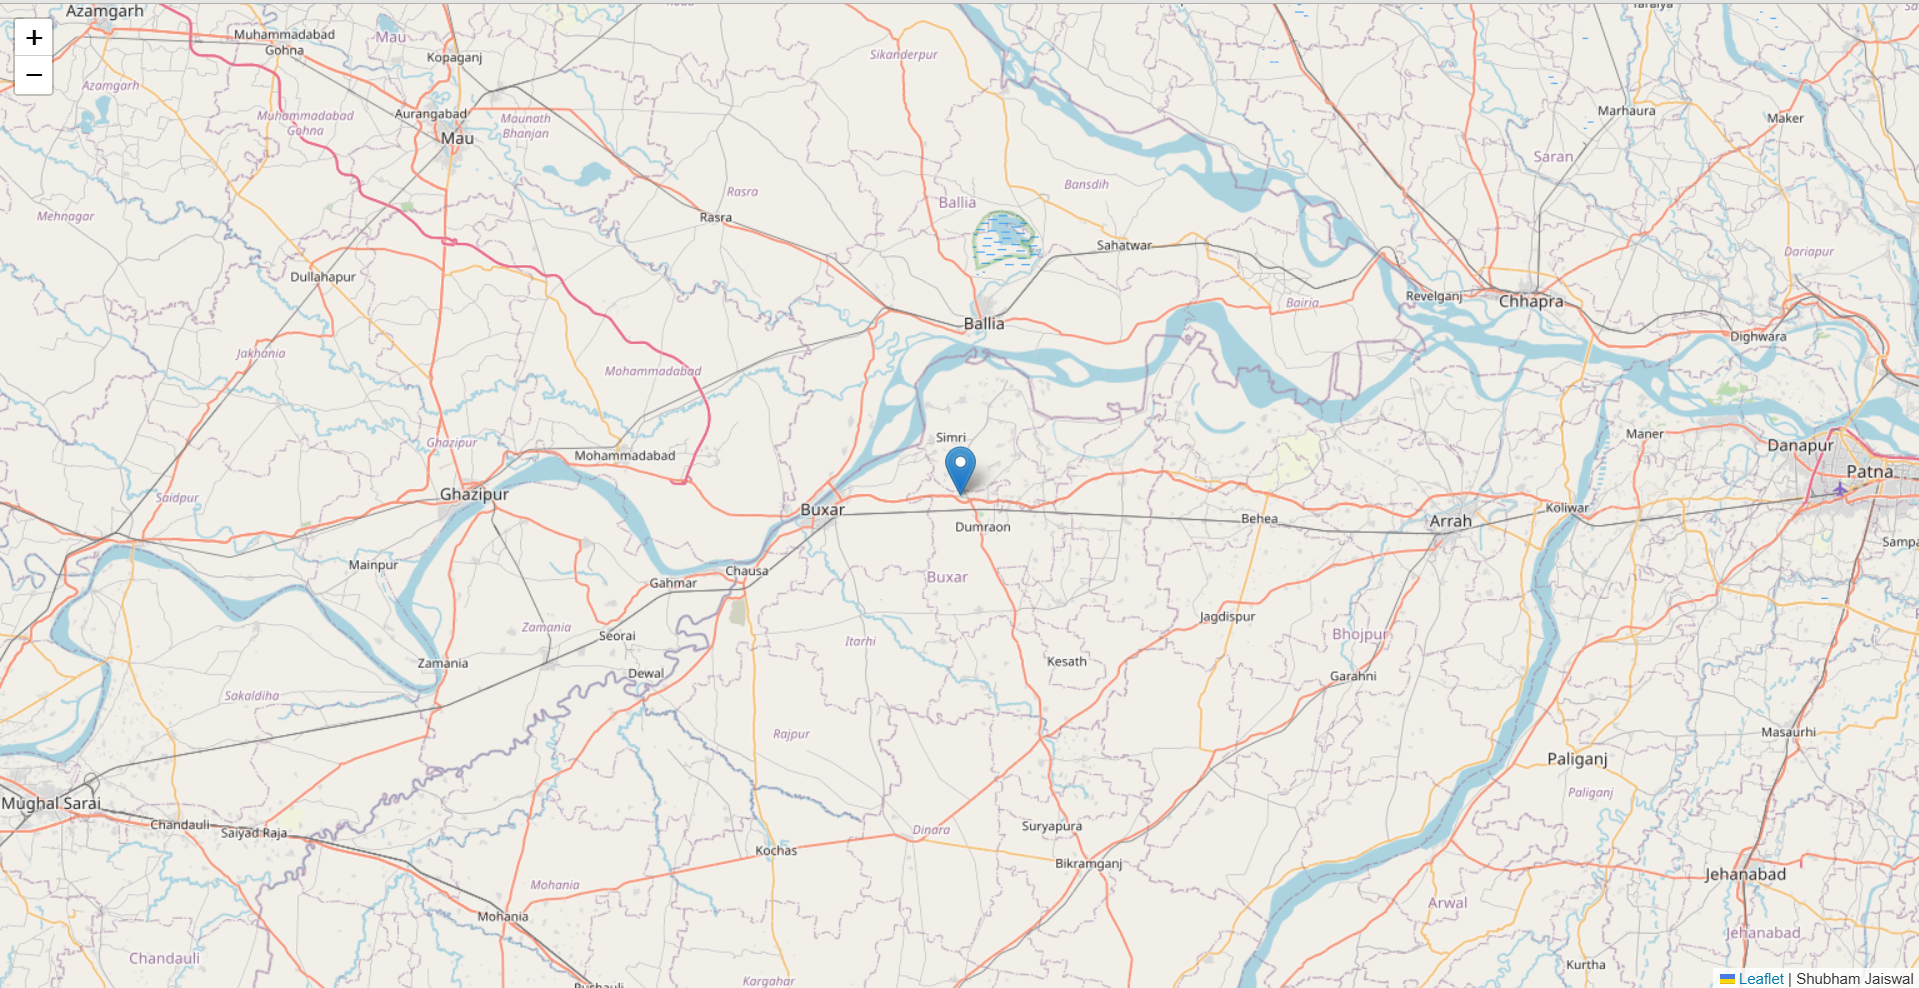 Azamgarh
Muhammadabad
Gohna
Mau
Kopaganj
Sikanderpur
+
−
Azamgarh
Muhammadabad
Gohna
Aurangabad
Mau
Maunath
Bhanjan
Marhaura
Maker
Saran
Mehnagar
Rasra
Rasra
Ballia
Bansdih
Sahatwar
Dariapur
Dullahapur
Bairia
Revelganj
Chhapra
Ballia
Dighwara
Jakhania
Mohammadabad
Ghazipur
Mohammadabad
Simri
Maner
Danapur
Patna
Saidpur
Ghazipur
Buxar
Dumraon
Behea
Arrah
Koliwar
Sampa
Mainpur
Gahmar
Chausa
Buxar
Jagdispur
Bhojpur
Zamania
Seorai
Itarhi
Zamania
Dewal
Kesath
Garahni
Sakaldiha
Rajpur
Masaurhi
Paliganj
Paliganj
Mughal Sarai
Chandauli
Saiyad Raja
Dinara
Suryapura
Kochas
Bikramganj
Jehanabad
Mohania
Mohania
Arwal
Jehanabad
Chandauli
Kargahar
Kurtha
Leaflet | Shubham Jaiswal